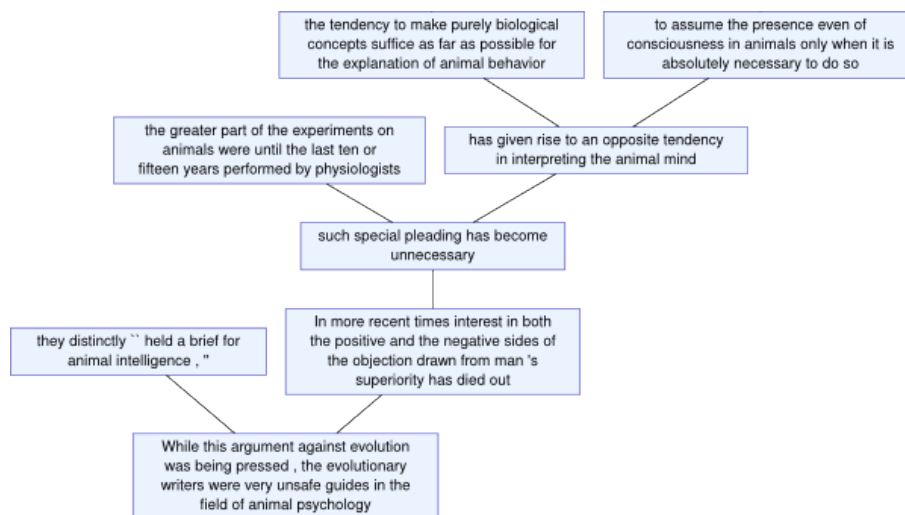 the tendency to make purely biological
concepts suffice as far as possible for
the explanation of animal behavior
to assume the presence even of
consciousness in animals only when it is
absolutely necessary to do so
the greater part of the experiments on
animals were until the last ten or
fifteen years performed by physiologists
has given rise to an opposite tendency
in interpreting the animal mind
such special pleading has become
unnecessary
they distinctly `` held a brief for
animal intelligence , ''
In more recent times interest in both
the positive and the negative sides of
the objection drawn from man 's
superiority has died out
While this argument against evolution
was being pressed , the evolutionary
writers were very unsafe guides in the
field of animal psychology